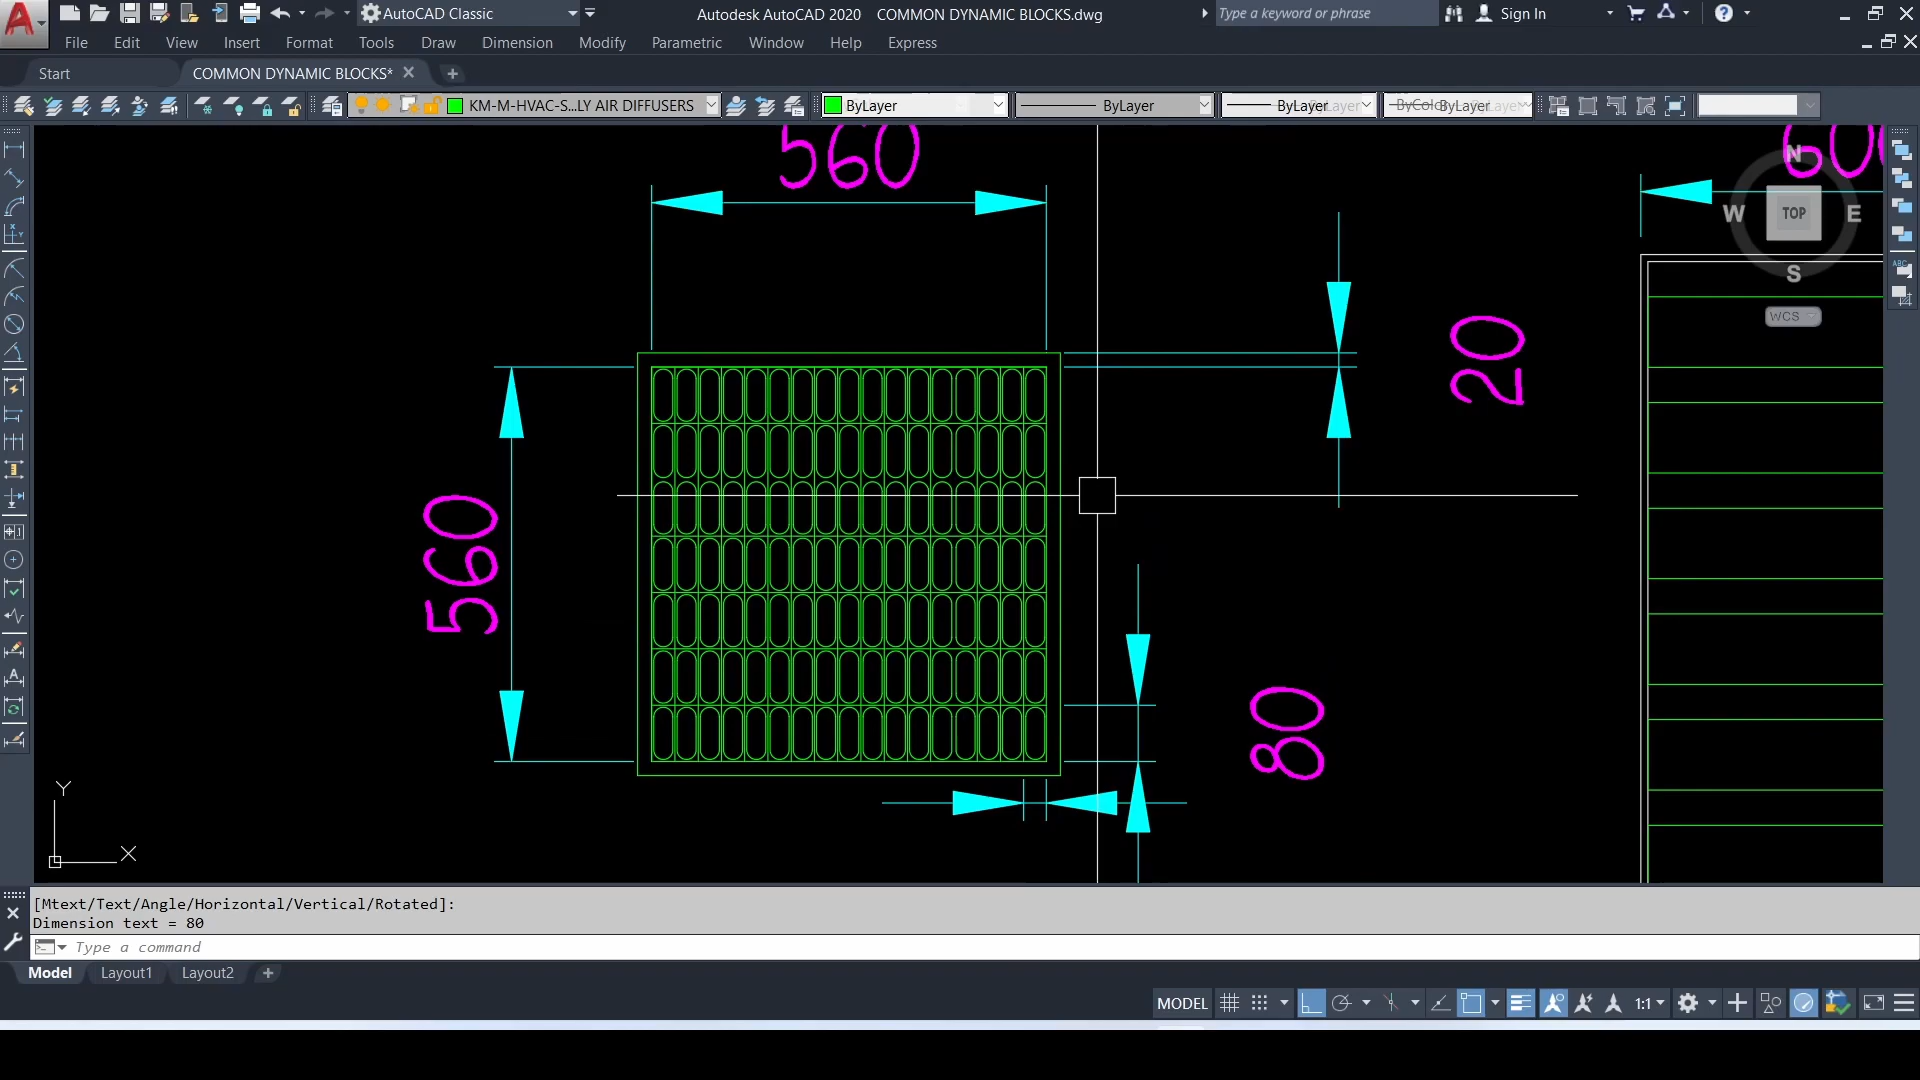 AutoCAD Classic
Autodesk AutoCAD 2020 COMMON DYNAMIC BLOCKS.dwg
Type a keyword or phrase
Sign In
File Edit View Insert Format Tools Draw Dimension Modify Parametric Window Help Express
Start
COMMON DYNAMIC BLOCKS*
KM-M-HVAC-S...LY AIR DIFFUSERS
ByLayer
ByLayer
ByLayer
ByColor
ByLayer
560
600
N
W
TOP
E
S
WCS
20
560
80
Y
X
[Mtext/Text/Angle/Horizontal/Vertical/Rotated]:
Dimension text = 80
Type a command
Model Layout1 Layout2
MODEL
1:1